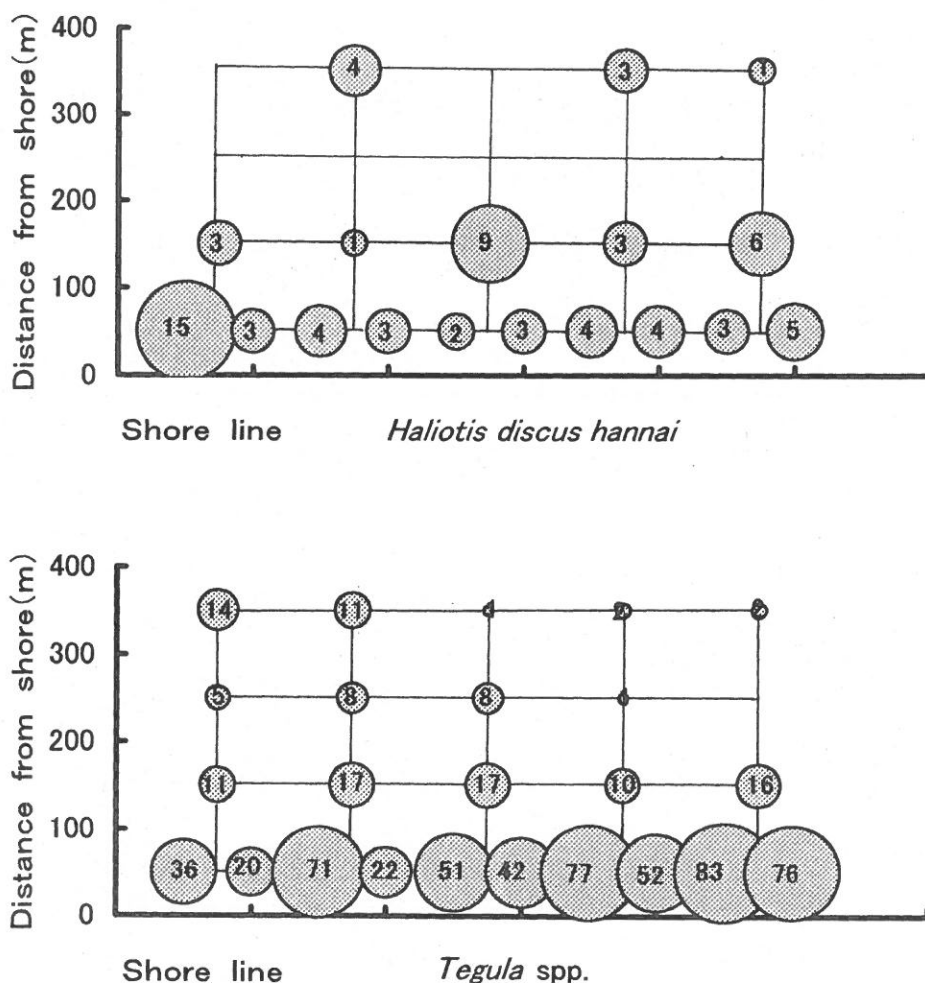 Distance from shore(m)
400
300
200
100
0
4 3 1
3 1 9 3 6
15 3 4 3 2 3 4 4 3 5
Shore line Haliotis discus hannai
Distance from shore(m)
400
300
200
100
0
14 11
5 8 8
11 17 17 10 16
36 20 71 22 51 42 77 52 83 76
Shore line Tegula spp.